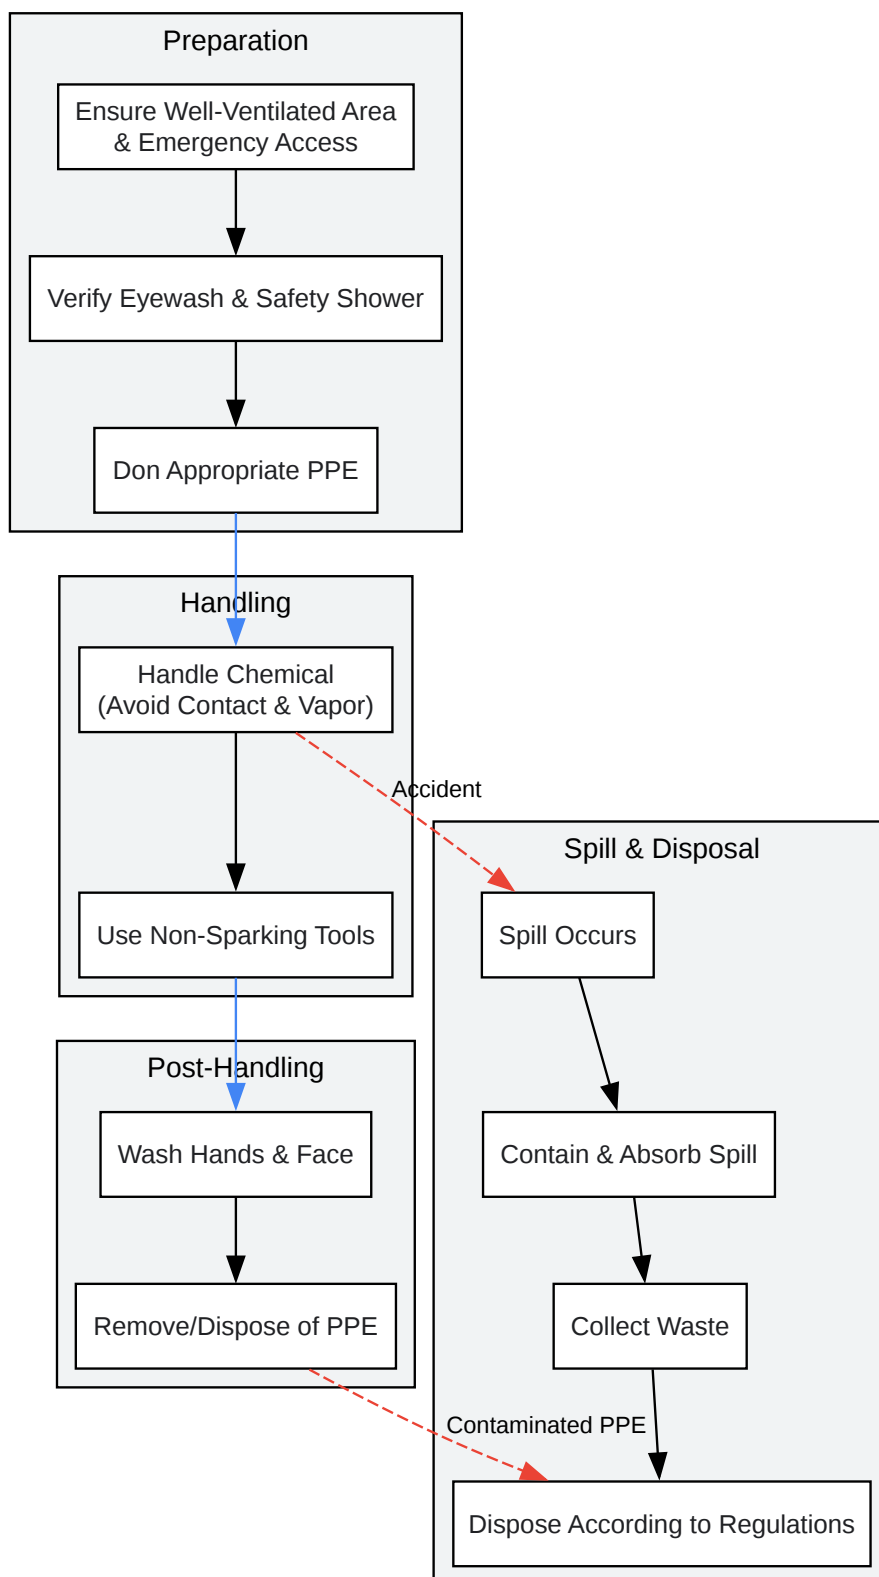 Preparation
Ensure Well-Ventilated Area
& Emergency Access
Verify Eyewash & Safety Shower
Don Appropriate PPE
Handling
Handle Chemical
(Avoid Contact & Vapor)
Accident
Use Non-Sparking Tools
Post-Handling
Wash Hands & Face
Remove/Dispose of PPE
Spill & Disposal
Spill Occurs
Contain & Absorb Spill
Collect Waste
Contaminated PPE
Dispose According to Regulations